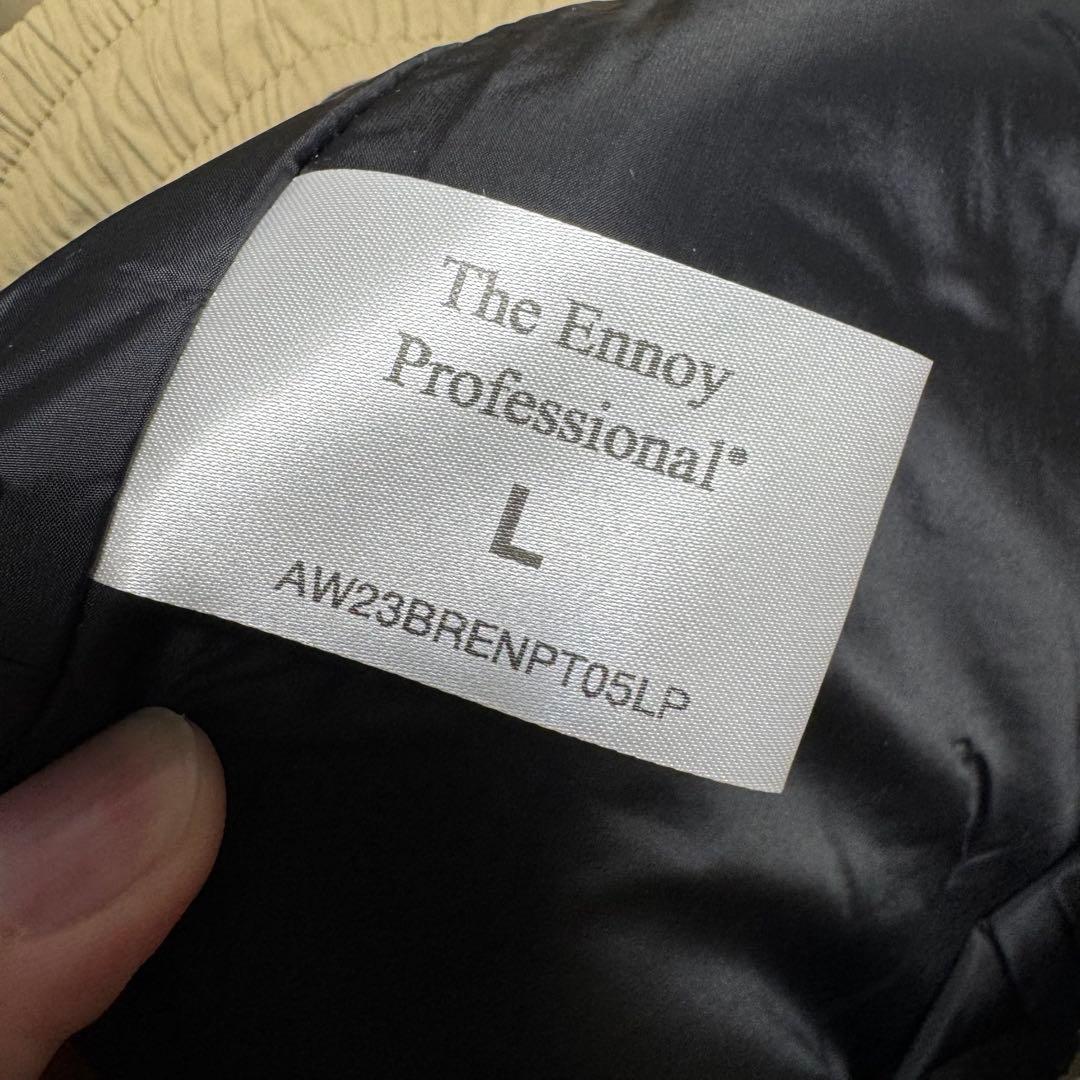 The Ennoy
Professional®
L
AW23BRENPT05LP